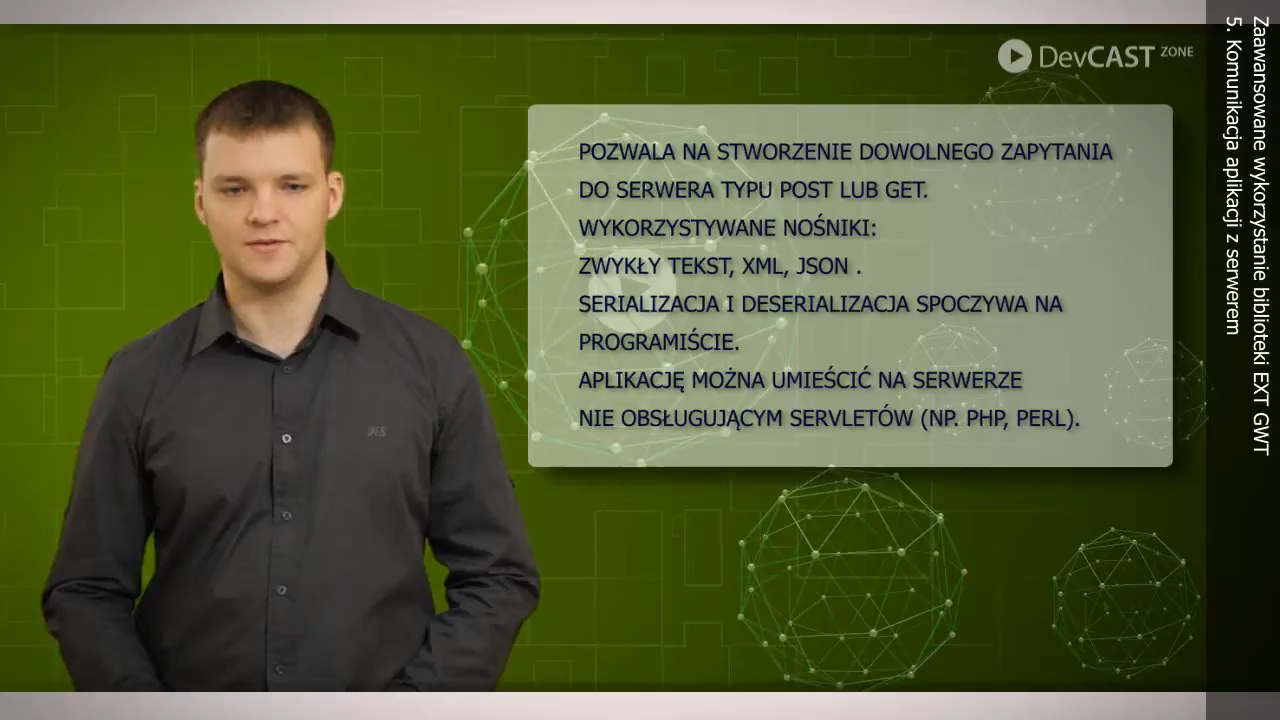 DevCAST ZONE
POZWALA NA STWORZENIE DOWOLNEGO ZAPYTANIA
DO SERWERA TYPU POST LUB GET.
WYKORZYSTYWANE NOŚNIKI:
ZWYKŁY TEKST, XML, JSON .
SERIALIZACJA I DESERIALIZACJA SPOCZYWA NA
PROGRAMIŚCIE.
APLIKACJĘ MOŻNA UMIEŚCIĆ NA SERWERZE
NIE OBSŁUGUJĄCYM SERVLETÓW (NP. PHP, PERL).
Zaawansowane wykorzystanie biblioteki EXT GWT
5. Komunikacja aplikacji z serwerem